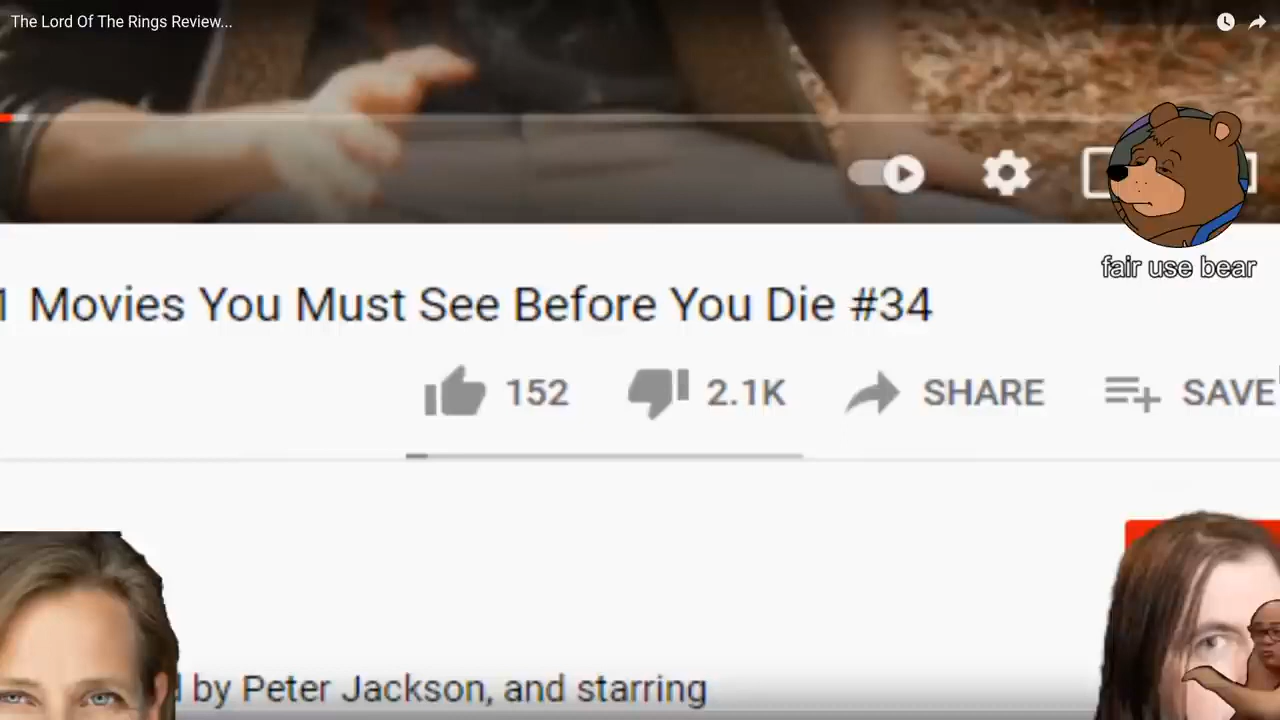 The Lord Of The Rings Review...
fair use bear
1 Movies You Must See Before You Die #34
152 2.1K SHARE SAVE
by Peter Jackson, and starring